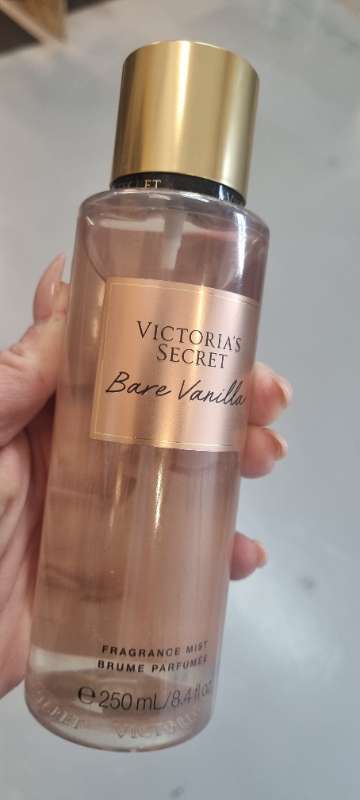 VICTORIA'S
SECRET
Bare Vanilla
FRAGRANCE MIST
BRUME PARFUMÉE
℮ 250 mL/8.4 fl oz